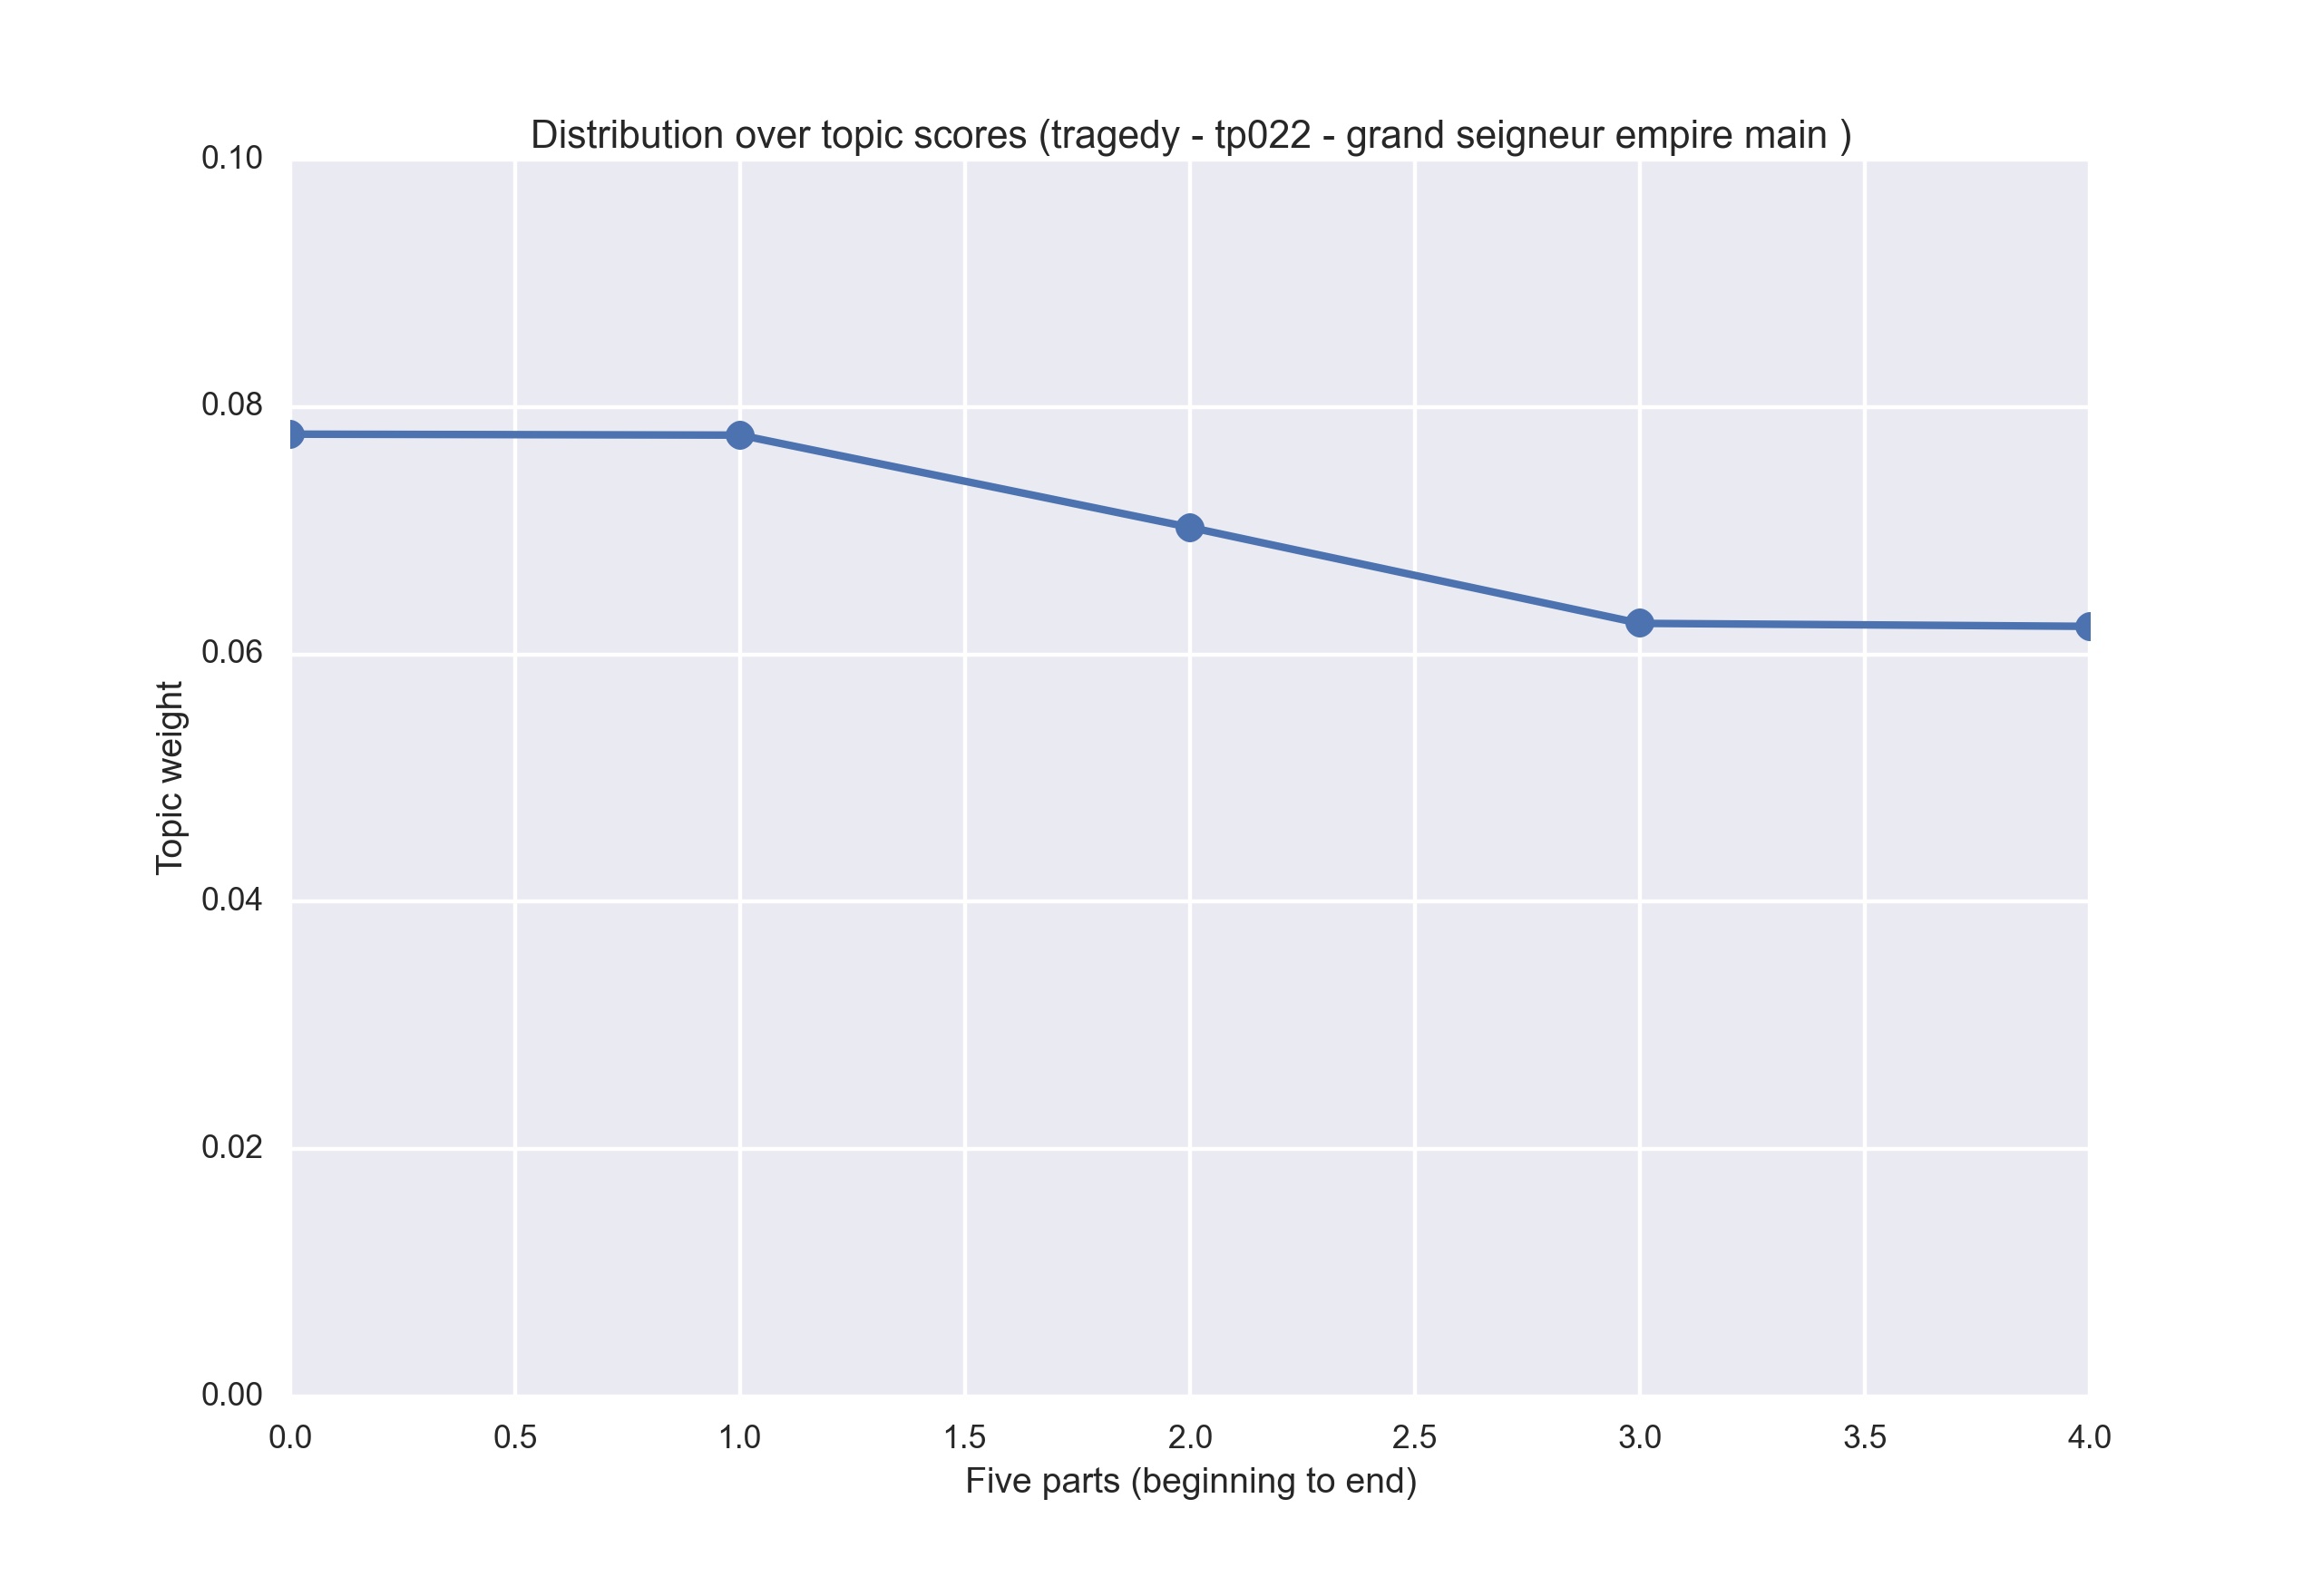 Distribution over topic scores (tragedy - tp022 - grand seigneur empire main )
0.10
0.08
0.06
0.04
0.02
0.00
Topic weight
0.0 0.5 1.0 1.5 2.0 2.5 3.0 3.5 4.0
Five parts (beginning to end)